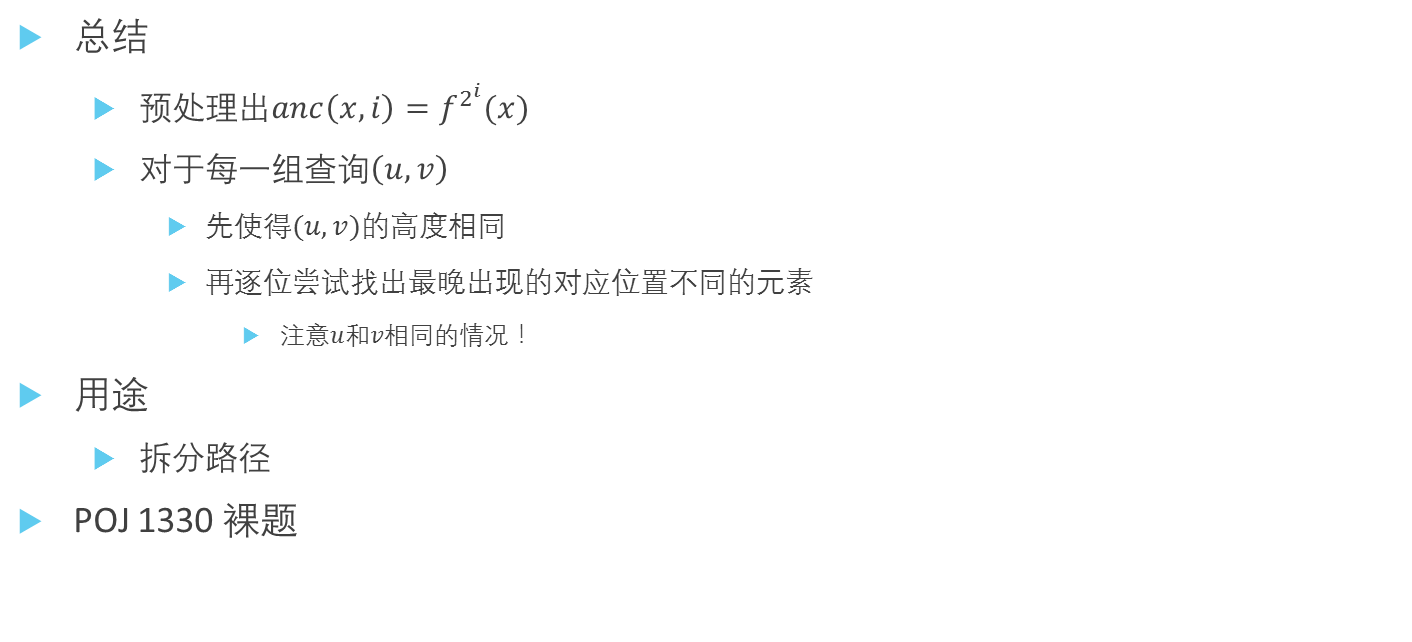 总结
预处理出anc(x, i) = f^{2^i}(x)
对于每一组查询(u, v)
先使得(u, v)的高度相同
再逐位尝试找出最晚出现的对应位置不同的元素
注意u和v相同的情况！
用途
拆分路径
POJ 1330 裸题